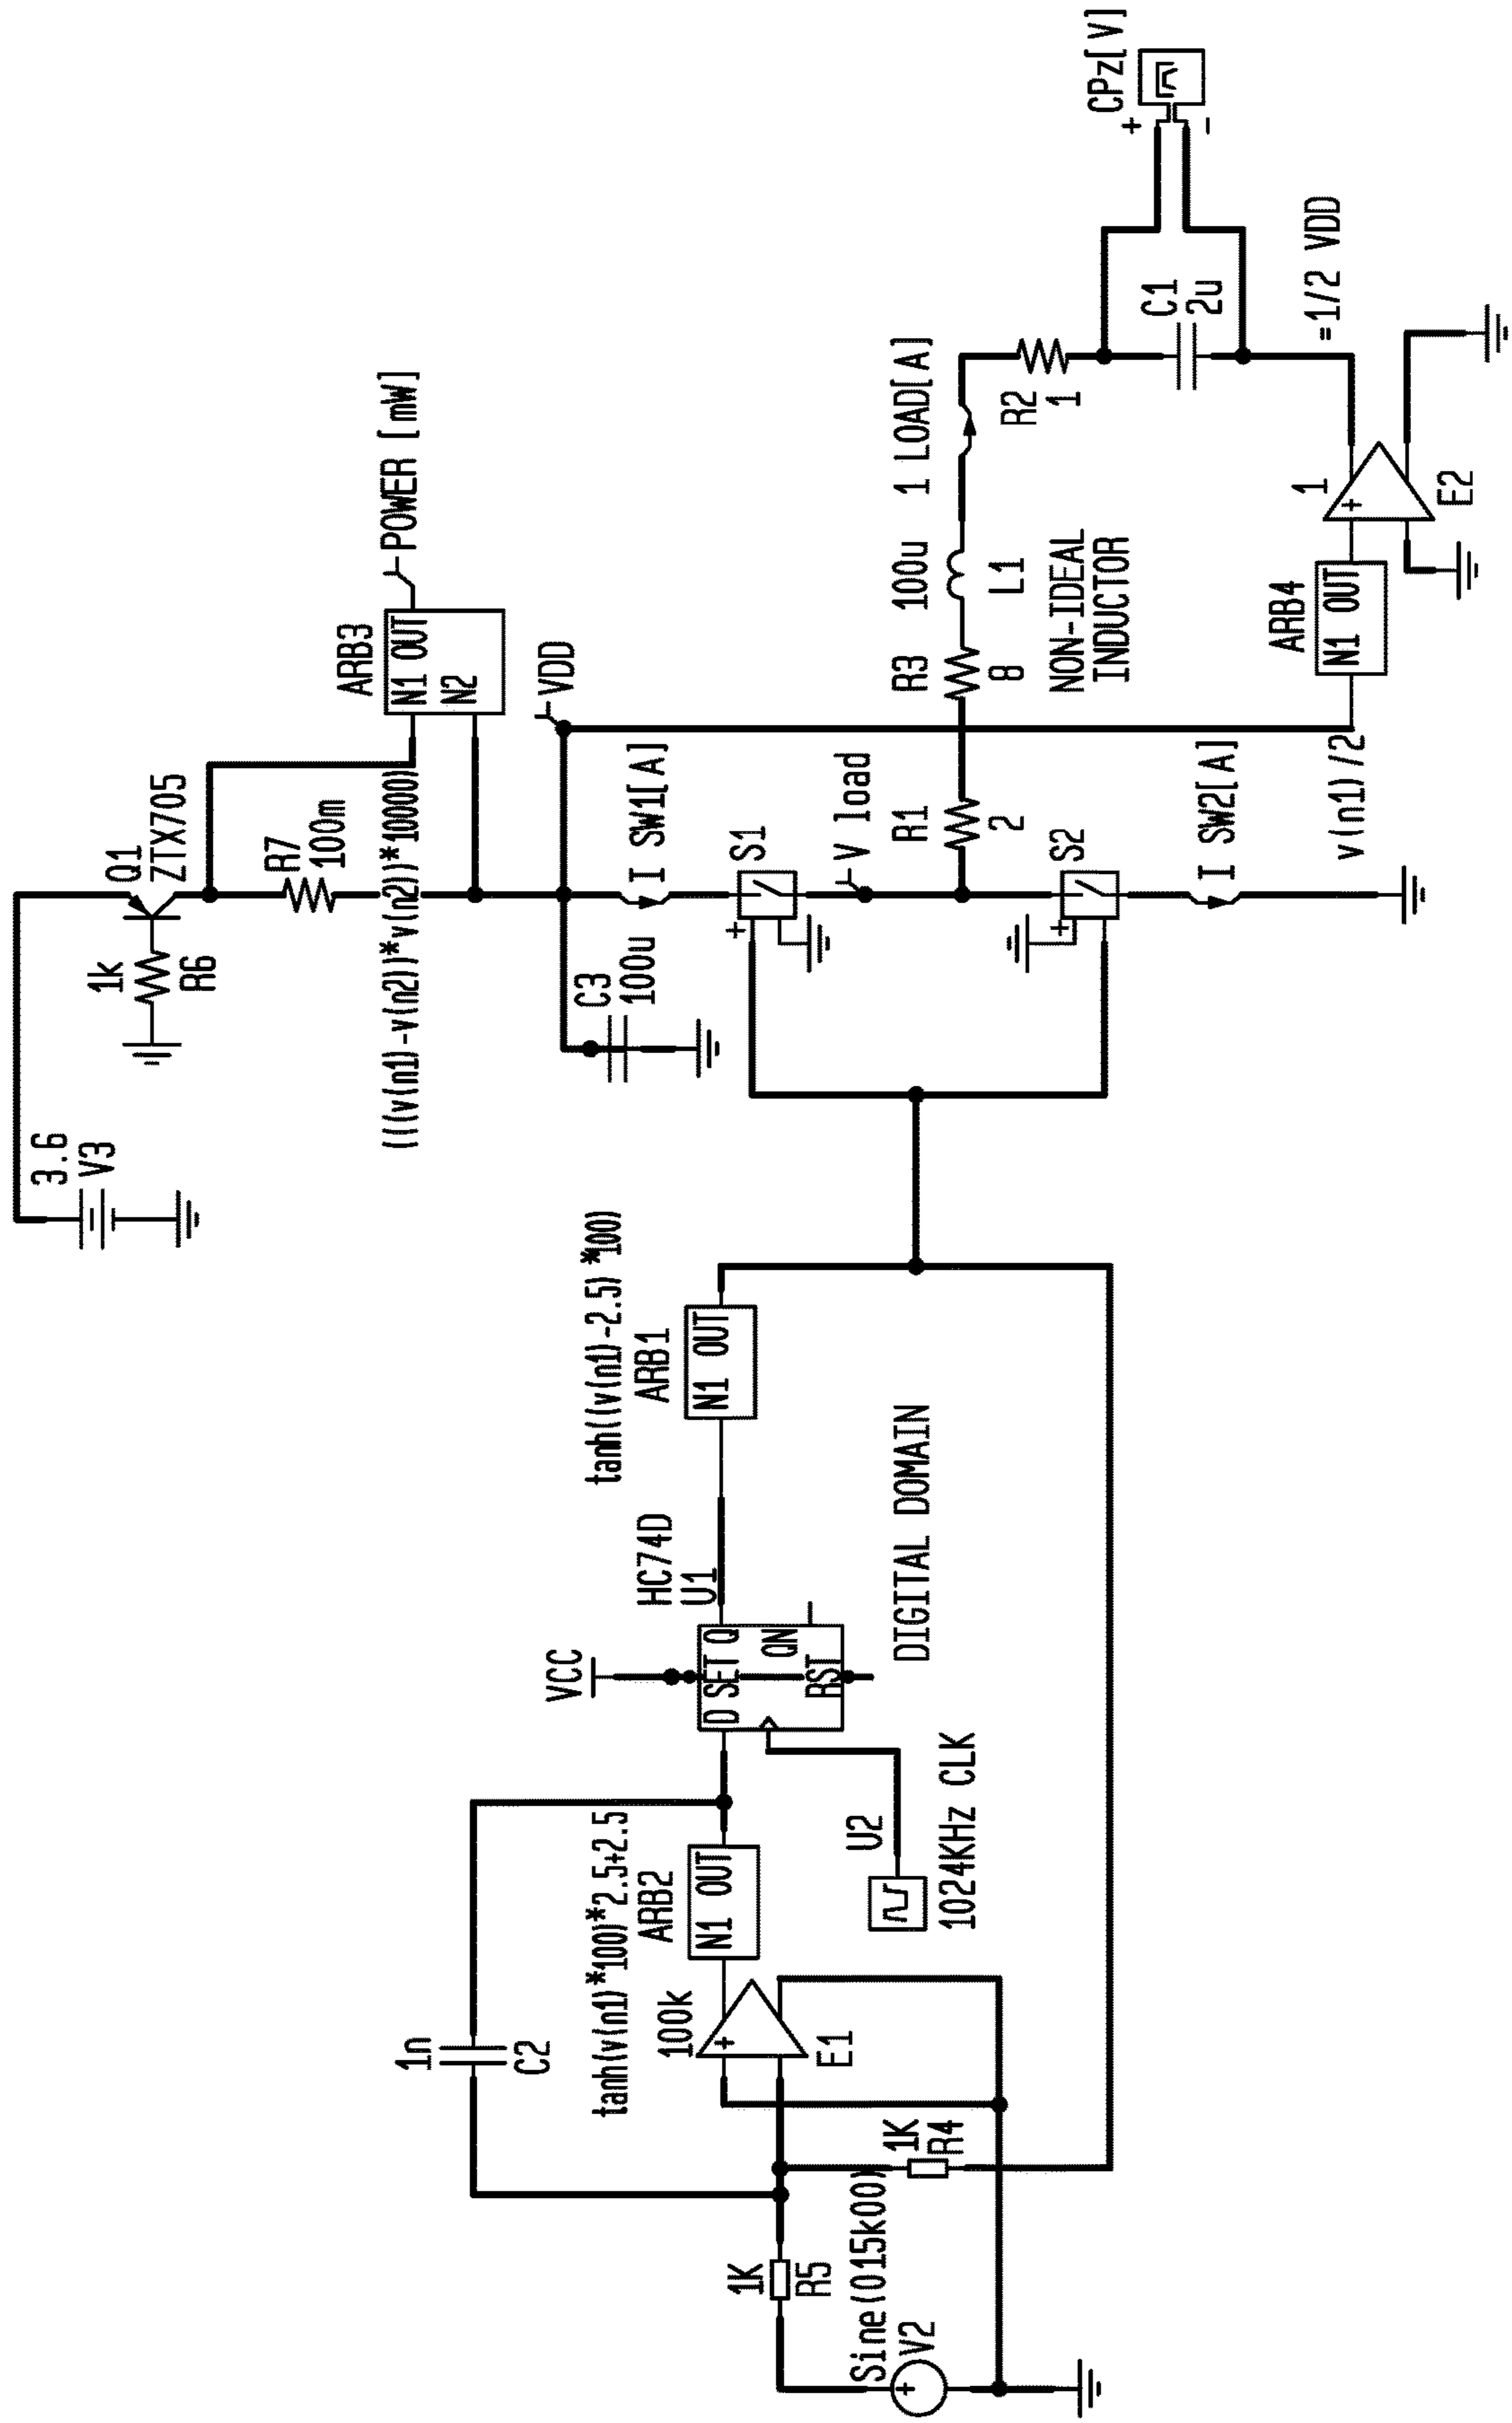 3.6
V3
Q1
ZTX705
1k
R6
R7
100m
(((v(n1)-v(n2))*v(n2))*10000)
ARB3
N1 OUT
N2
POWER [mW]
VDD
C3
100u
I SW1[A]
S1
+
V load
R1
2
R3
8
100u
L1
NON-IDEAL
INDUCTOR
1 LOAD[A]
R2
1
C1
2u
CPz[V]
+
-
S2
+
I SW2[A]
v(n1)/2
ARB4
N1 OUT
1
+
E2
=1/2 VDD
tanh((v(n1)-2.5)*100)
ARB1
N1 OUT
HC74D
U1
VCC
D SET Q
QN
RST
DIGITAL DOMAIN
U2
1024KHz CLK
tanh(v(n1)*100)*2.5+2.5
ARB2
N1 OUT
1n
C2
100k
+
E1
1K
R4
1K
R5
Sine(015k00)
V2
+